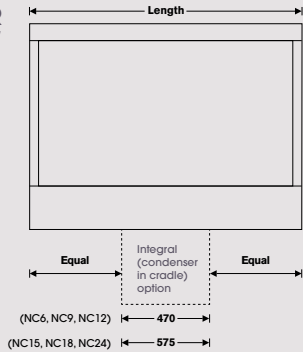 Length
Integral
(condenser
in cradle)
option
Equal
Equal
(NC6, NC9, NC12) 470
(NC15, NC18, NC24) 575